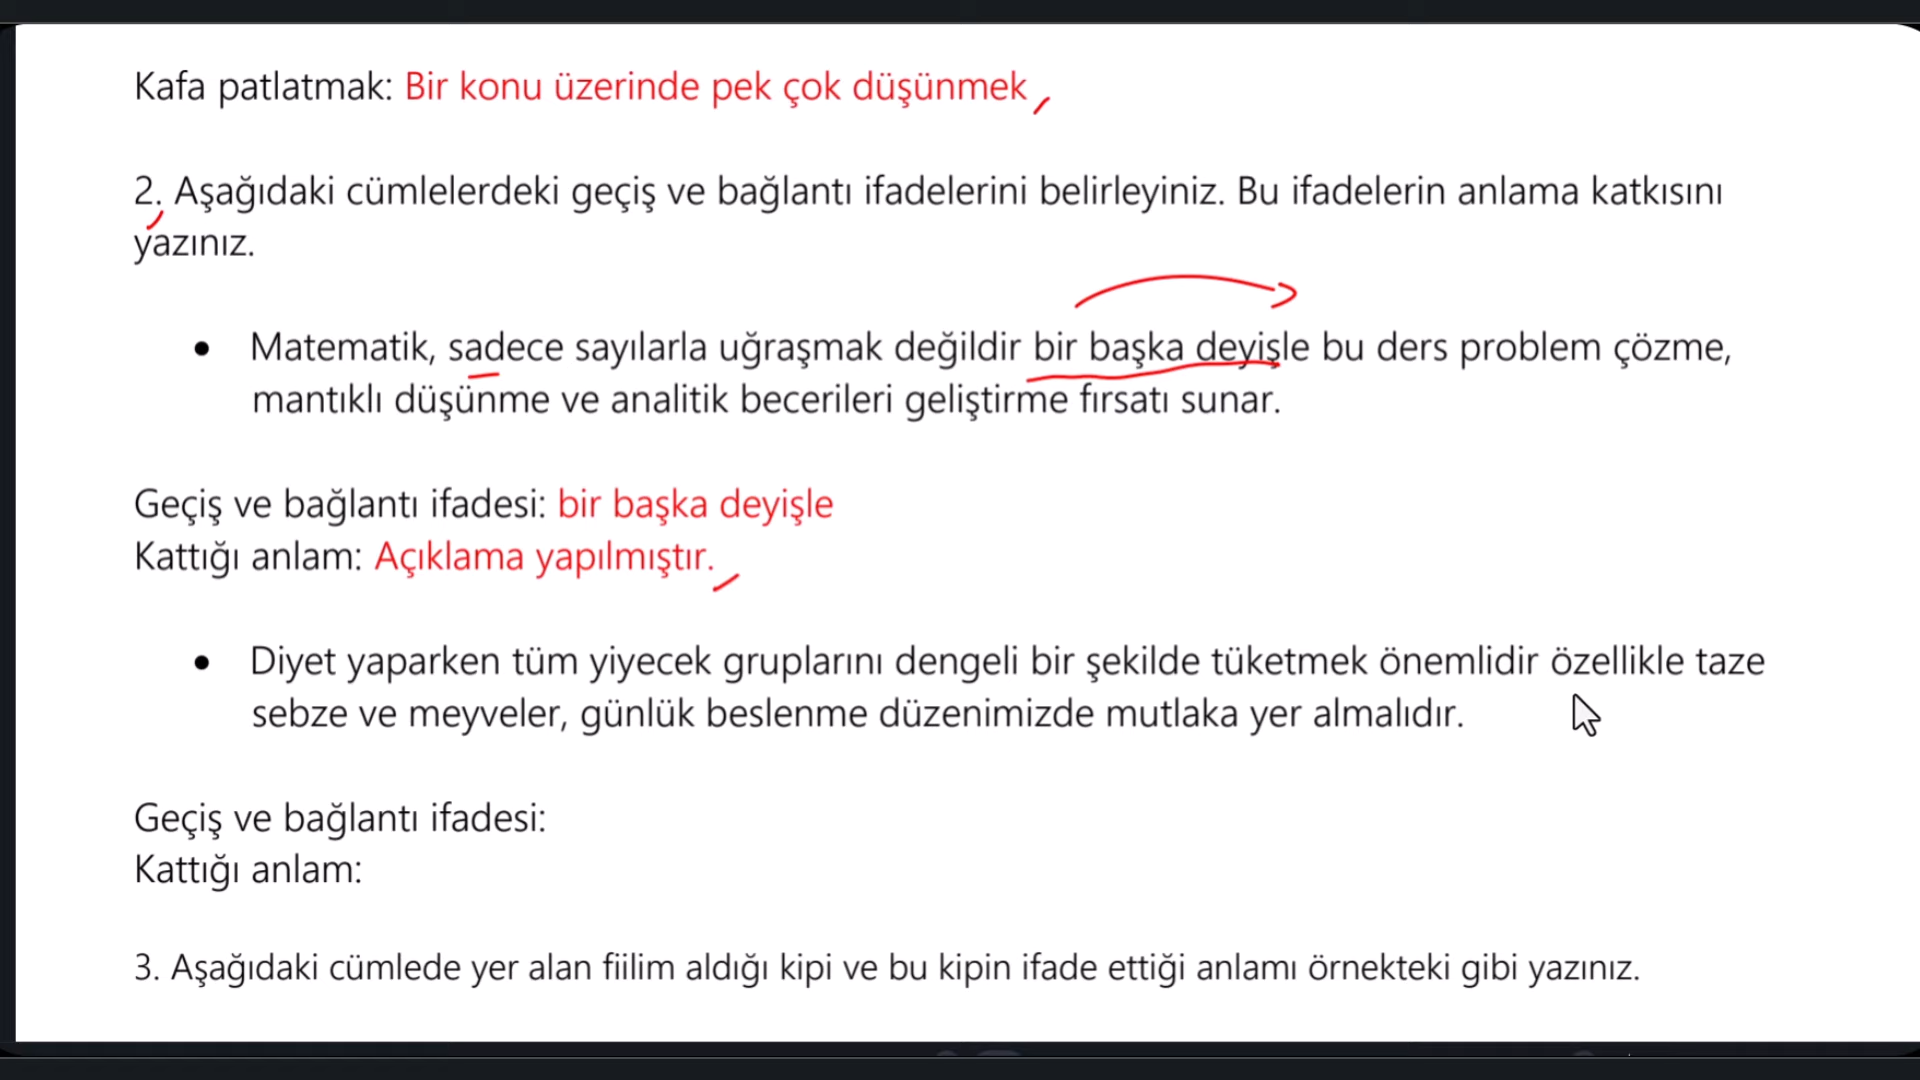 Kafa patlatmak: Bir konu üzerinde pek çok düşünmek
2. Aşağıdaki cümlelerdeki geçiş ve bağlantı ifadelerini belirleyiniz. Bu ifadelerin anlama katkısını
yazınız.
• Matematik, sadece sayılarla uğraşmak değildir bir başka deyişle bu ders problem çözme,
mantıklı düşünme ve analitik becerileri geliştirme fırsatı sunar.
Geçiş ve bağlantı ifadesi: bir başka deyişle
Kattığı anlam: Açıklama yapılmıştır.
• Diyet yaparken tüm yiyecek gruplarını dengeli bir şekilde tüketmek önemlidir özellikle taze
sebze ve meyveler, günlük beslenme düzenimizde mutlaka yer almalıdır.
Geçiş ve bağlantı ifadesi:
Kattığı anlam:
3. Aşağıdaki cümlede yer alan fiilim aldığı kipi ve bu kipin ifade ettiği anlamı örnekteki gibi yazınız.